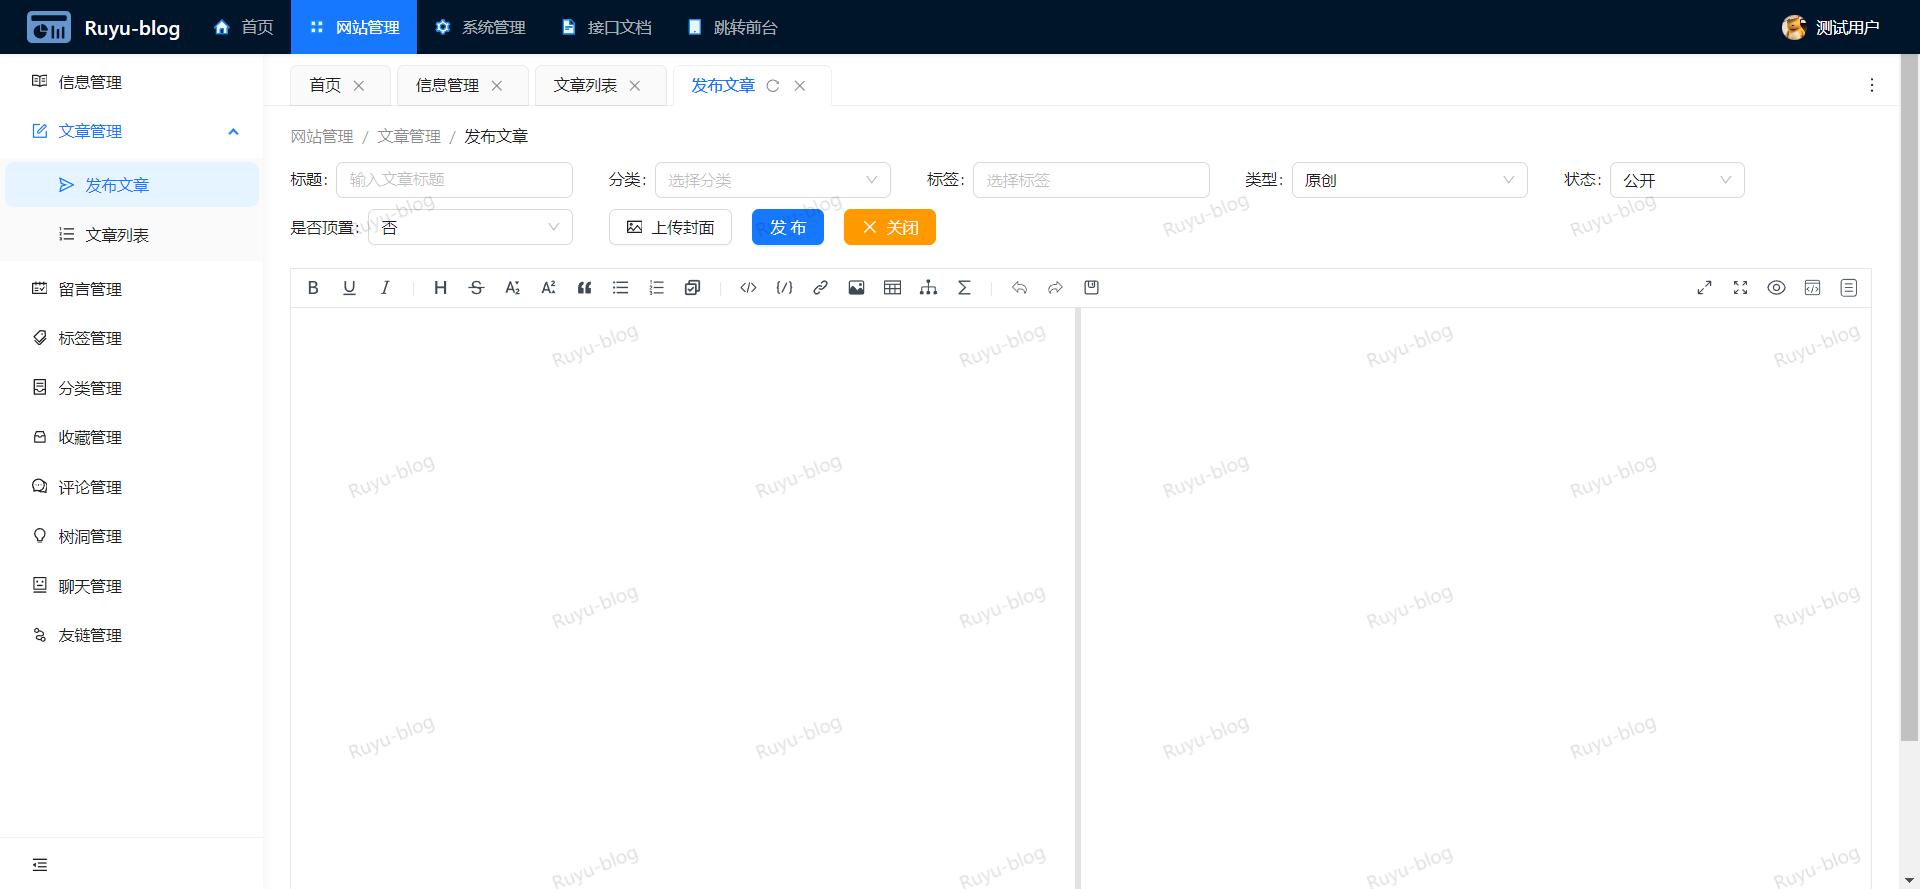 Ruyu-blog 首页 网站管理 系统管理 接口文档 跳转前台 测试用户
信息管理
文章管理
发布文章
文章列表
留言管理
标签管理
分类管理
收藏管理
评论管理
树洞管理
聊天管理
友链管理
首页 信息管理 文章列表 发布文章
网站管理 / 文章管理 / 发布文章
标题: 输入文章标题 分类: 选择分类 标签: 选择标签 类型: 原创 状态: 公开
是否顶置: 否 上传封面 发 布 关闭
Ruyu-blog Ruyu-blog Ruyu-blog Ruyu-blog
Ruyu-blog Ruyu-blog Ruyu-blog Ruyu-blog
Ruyu-blog Ruyu-blog Ruyu-blog Ruyu-blog
Ruyu-blog Ruyu-blog Ruyu-blog Ruyu-blog
Ruyu-blog Ruyu-blog Ruyu-blog Ruyu-blog
Ruyu-blog Ruyu-blog Ruyu-blog Ruyu-blog